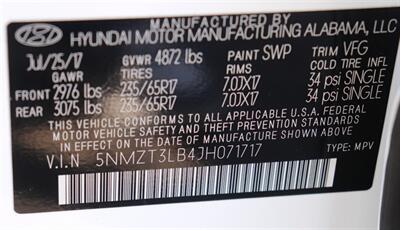 MANUFACTURED BY
HYUNDAI MOTOR MANUFACTURING ALABAMA, LLC
Jul/25/17 GVWR 4872 lbs PAINT SWP TRIM VFG
GAWR TIRES RIMS COLD TIRE INFL
FRONT 2976 lbs 235/65R17 7.0JX17 34 psi SINGLE
REAR 3075 lbs 235/65R17 7.0JX17 34 psi SINGLE
THIS VEHICLE CONFORMS TO ALL APPLICABLE U.S.A. FEDERAL
MOTOR VEHICLE SAFETY, BUMPER, AND THEFT PREVENTION STANDARDS
IN EFFECT ON THE DATE OF MANUFACTURE SHOWN ABOVE.
V.I.N 5NMZT3LB4JH071717 TYPE: MPV